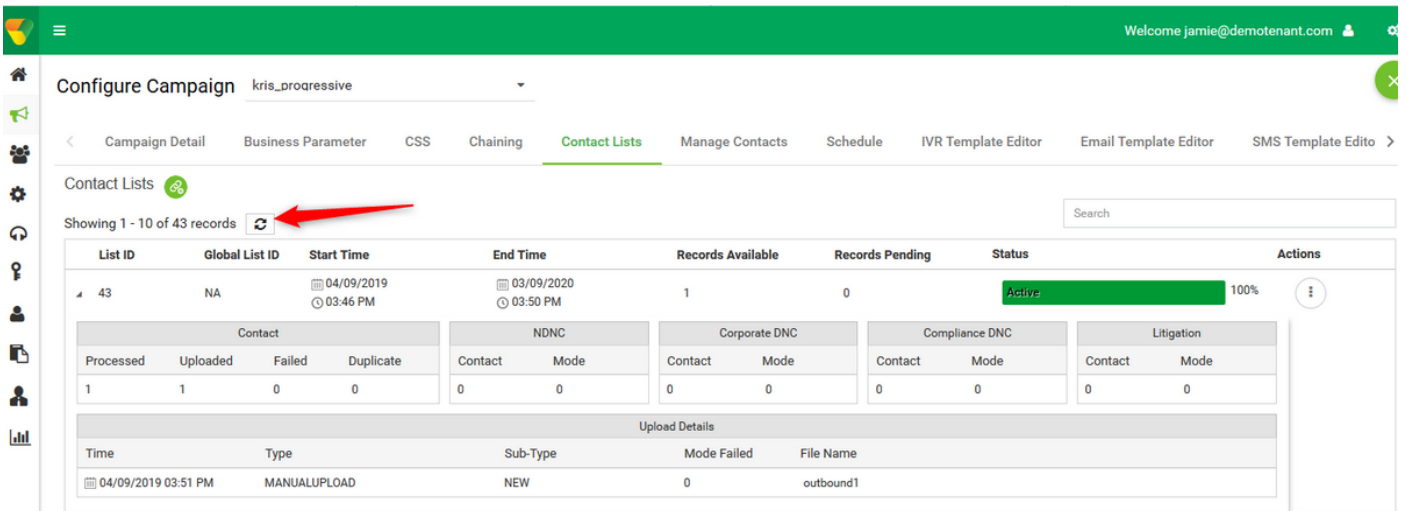 Welcome jamie@demotenant.com
Configure Campaign kris_progressive
Campaign Detail Business Parameter CSS Chaining Contact Lists Manage Contacts Schedule IVR Template Editor Email Template Editor SMS Template Edito
Contact Lists
Showing 1 - 10 of 43 records Search
List ID Global List ID Start Time End Time Records Available Records Pending Status Actions
43 NA 04/09/2019 03:46 PM 03/09/2020 03:50 PM 1 0 Active 100%
Contact NDNC Corporate DNC Compliance DNC Litigation
Processed Uploaded Failed Duplicate Contact Mode Contact Mode Contact Mode Contact Mode
1 1 0 0 0 0 0 0 0 0 0 0
Upload Details
Time Type Sub-Type Mode Failed File Name
04/09/2019 03:51 PM MANUALUPLOAD NEW 0 outbound1